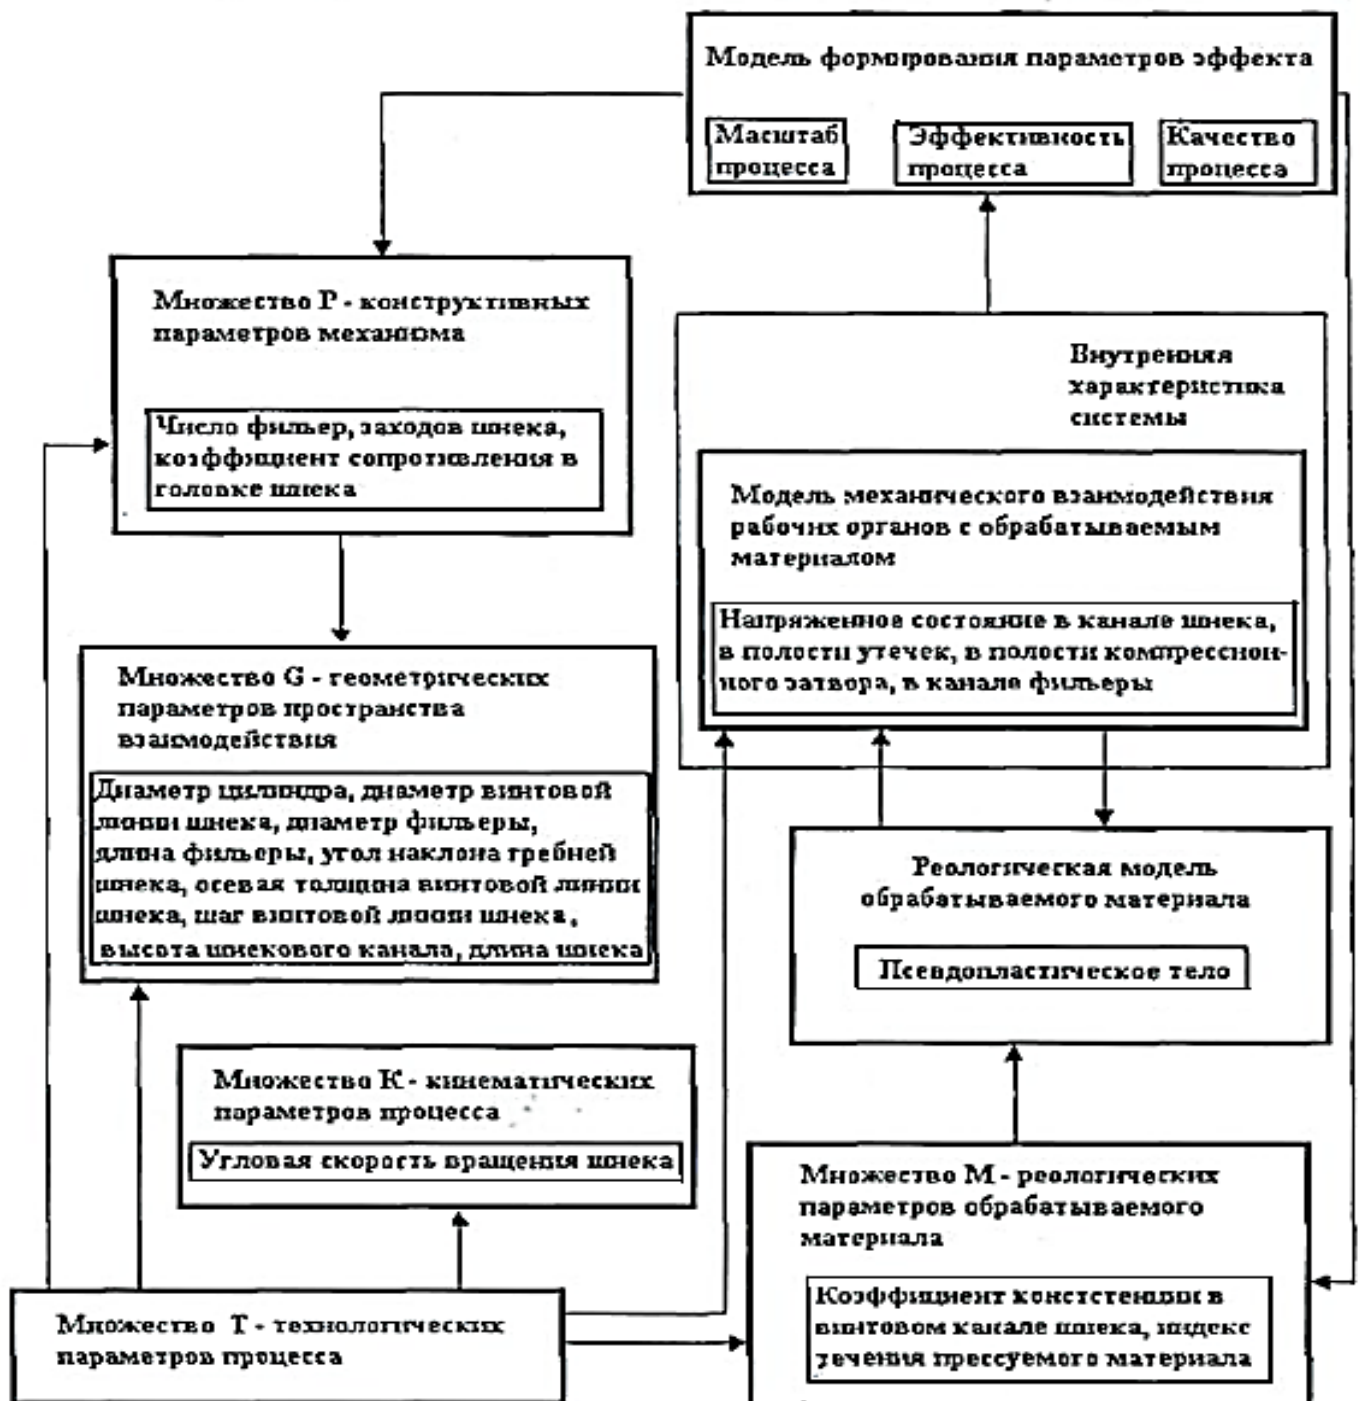 Модель формирования параметров эффекта
Масштаб
процесса
Эффективность
процесса
Качество
процесса
Множество P - конструктивных
параметров механизма
Число фильер, заходов шнека,
коэффициент сопротивления в
головке шнека
Внутренняя
характеристика
системы
Модель механического взаимодействия
рабочих органов с обрабатываемым
материалом
Напряженное состояние в канале шнека,
в полости утечек, в полости компрессион-
ного затвора, в канале фильеры
Множество G - геометрических
параметров пространства
взаимодействия
Диаметр цилиндра, диаметр винтовой
линии шнека, диаметр фильеры,
длина фильеры, угол наклона гребней
шнека, осевая толщина винтовой линии
шнека, шаг винтовой линии шнека,
высота шнекового канала, длина шнека
Реологическая модель
обрабатываемого материала
Псевдопластическое тело
Множество К - кинематических
параметров процесса
Угловая скорость вращения шнека
Множество М - реологических
параметров обрабатываемого
материала
Коэффициент констстенции в
винтовом канале шнека, индекс
течения прессуемого материала
Множество Т - технологических
параметров процесса